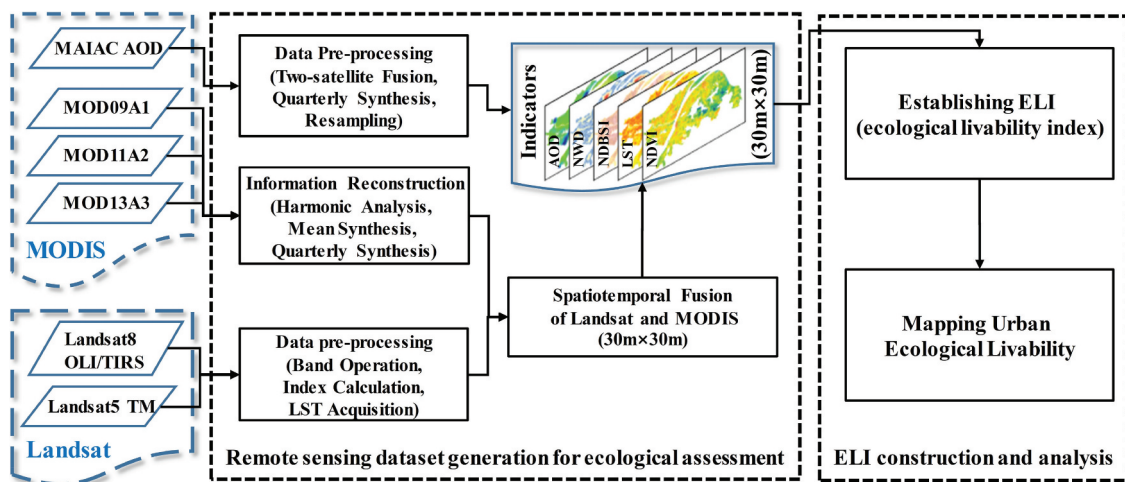 MAIAC AOD
MOD09A1
MOD11A2
MOD13A3
MODIS
Landsat8
OLI/TIRS
Landsat5 TM
Landsat
Data Pre-processing
(Two-satellite Fusion,
Quarterly Synthesis,
Resampling)
Information Reconstruction
(Harmonic Analysis,
Mean Synthesis,
Quarterly Synthesis)
Data pre-processing
(Band Operation,
Index Calculation,
LST Acquisition)
Indicators
AOD
NWD
NDBSI
LST
NDVI
(30m×30m)
Spatiotemporal Fusion
of Landsat and MODIS
(30m×30m)
Remote sensing dataset generation for ecological assessment
Establishing ELI
(ecological livability index)
Mapping Urban
Ecological Livability
ELI construction and analysis